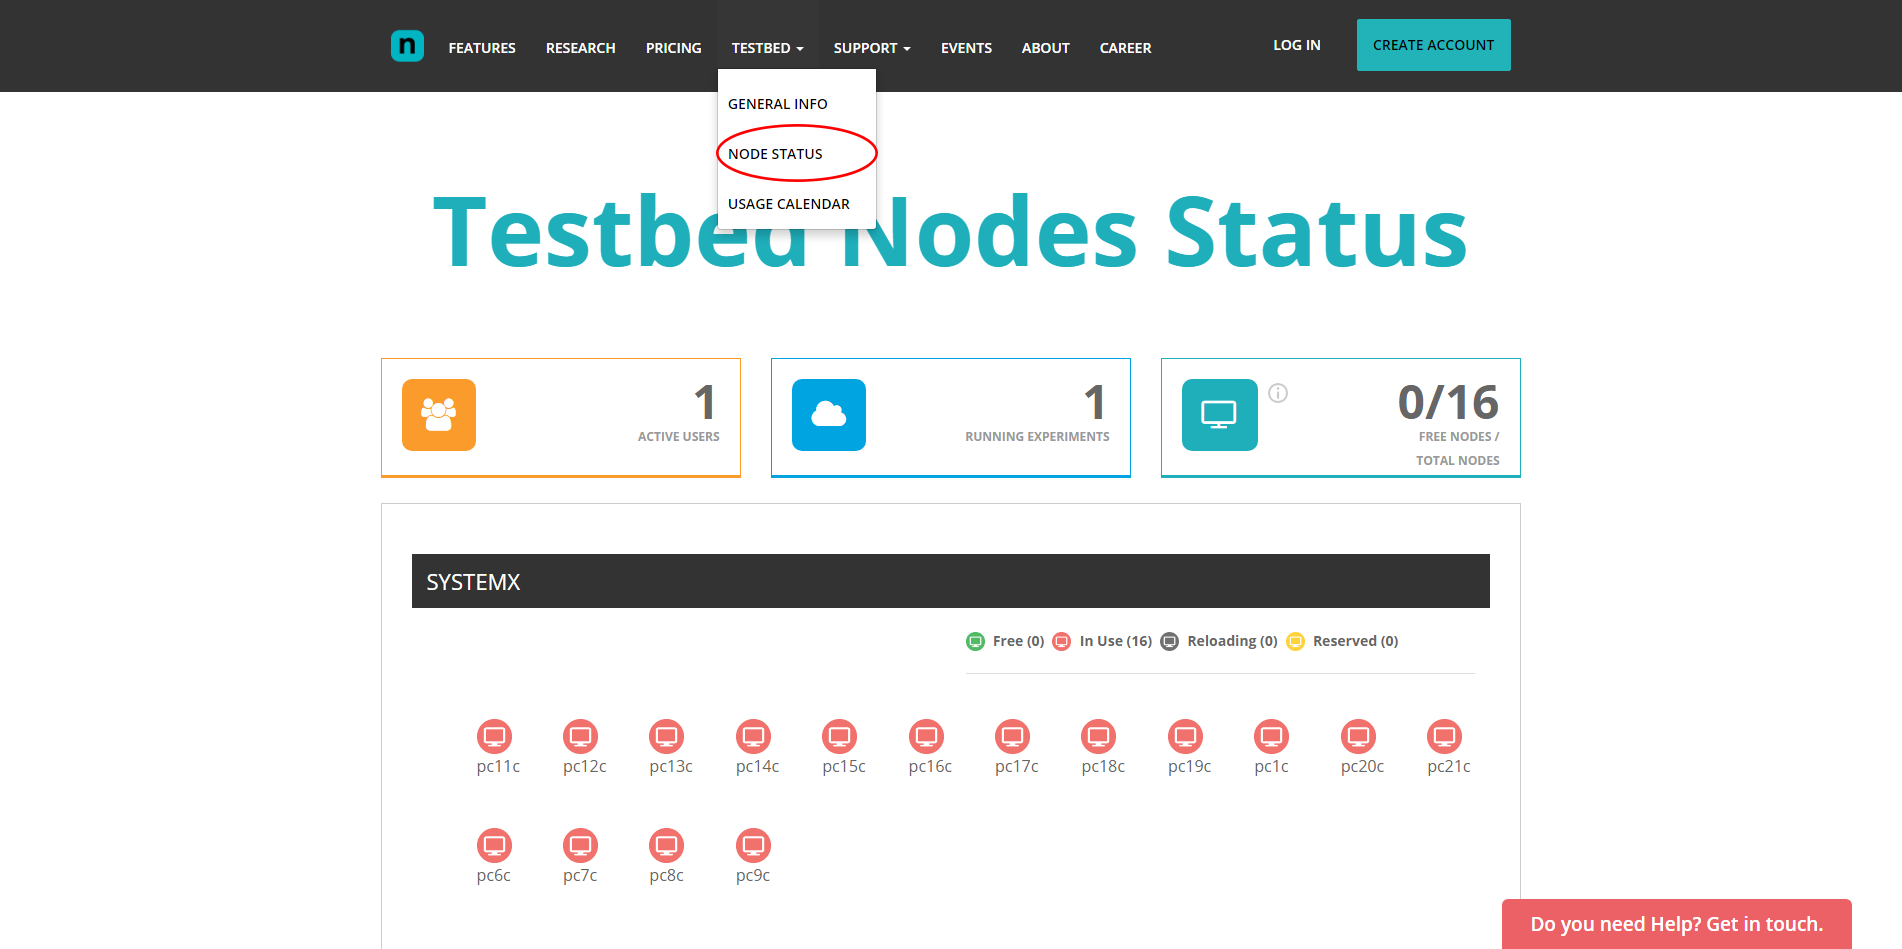 n FEATURES RESEARCH PRICING TESTBED SUPPORT EVENTS ABOUT CAREER LOG IN CREATE ACCOUNT
GENERAL INFO
NODE STATUS
USAGE CALENDAR
Testbed Nodes Status
1
ACTIVE USERS
1
RUNNING EXPERIMENTS
0/16
FREE NODES /
TOTAL NODES
SYSTEMX
Free (0) In Use (16) Reloading (0) Reserved (0)
pc11c pc12c pc13c pc14c pc15c pc16c pc17c pc18c pc19c pc1c pc20c pc21c
pc6c pc7c pc8c pc9c
Do you need Help? Get in touch.